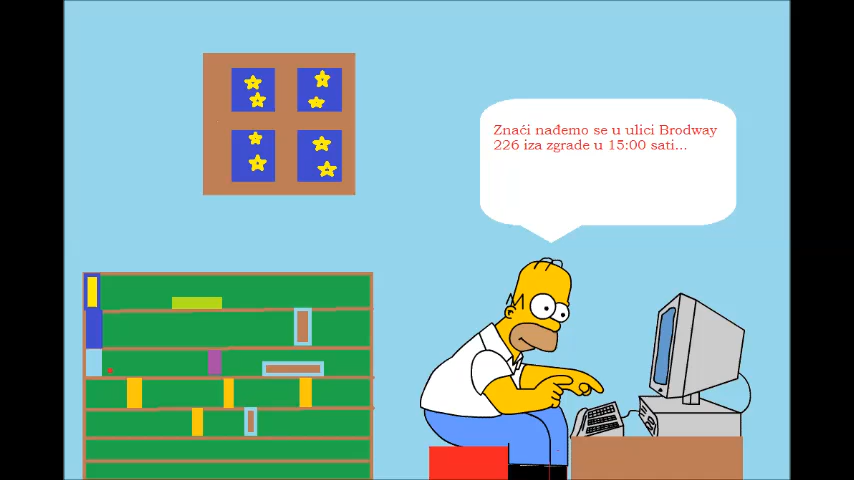 Znaći nađemo se u ulici Brodway
226 iza zgrade u 15:00 sati...